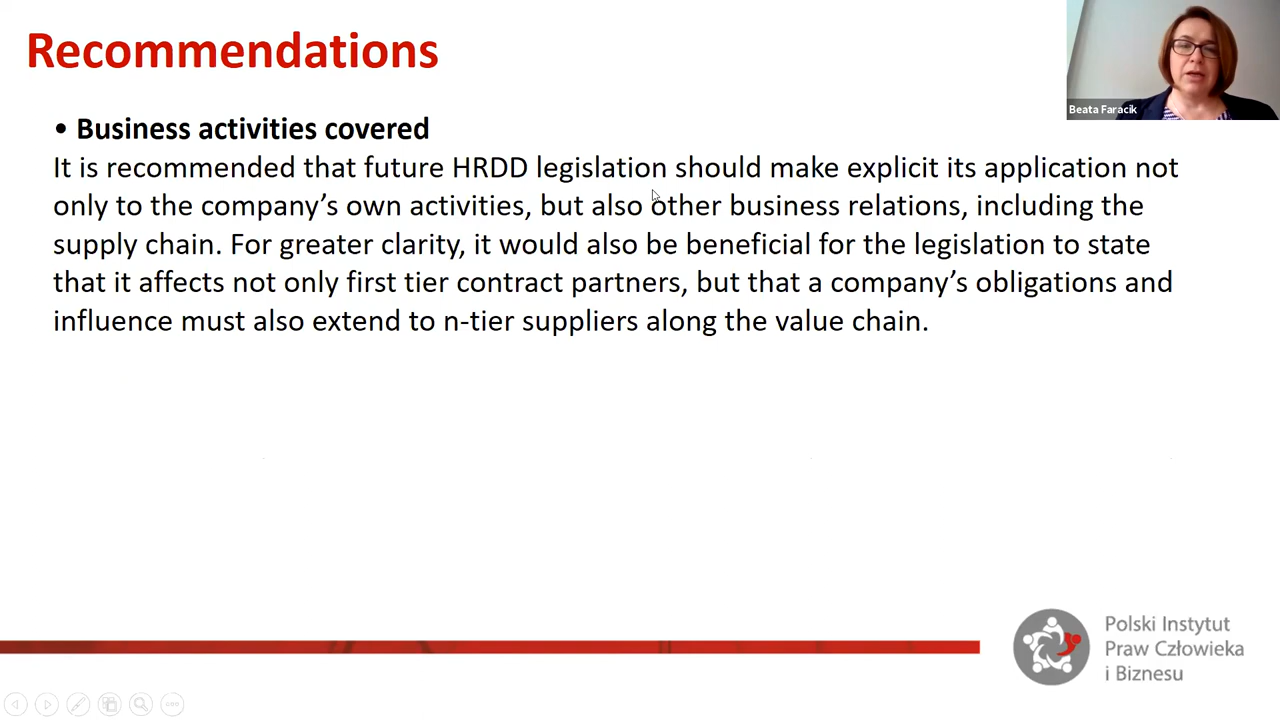 Recommendations
Beata Faracik
• Business activities covered
It is recommended that future HRDD legislation should make explicit its application not
only to the company’s own activities, but also other business relations, including the
supply chain. For greater clarity, it would also be beneficial for the legislation to state
that it affects not only first tier contract partners, but that a company’s obligations and
influence must also extend to n-tier suppliers along the value chain.
Polski Instytut
Praw Człowieka
i Biznesu